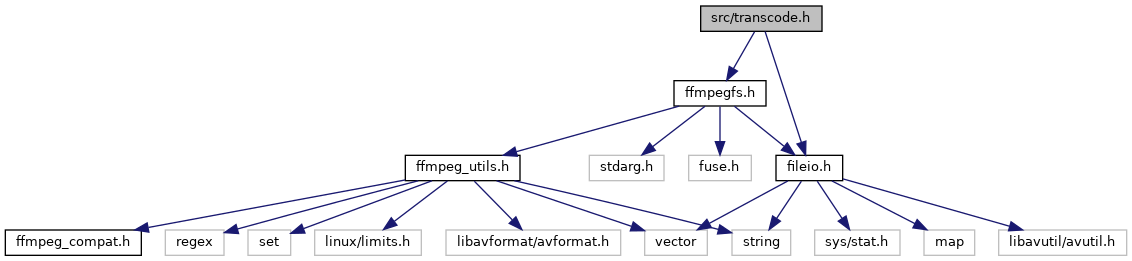 src/transcode.h
ffmpegfs.h
ffmpeg_utils.h
stdarg.h
fuse.h
fileio.h
ffmpeg_compat.h
regex
set
linux/limits.h
libavformat/avformat.h
vector
string
sys/stat.h
map
libavutil/avutil.h